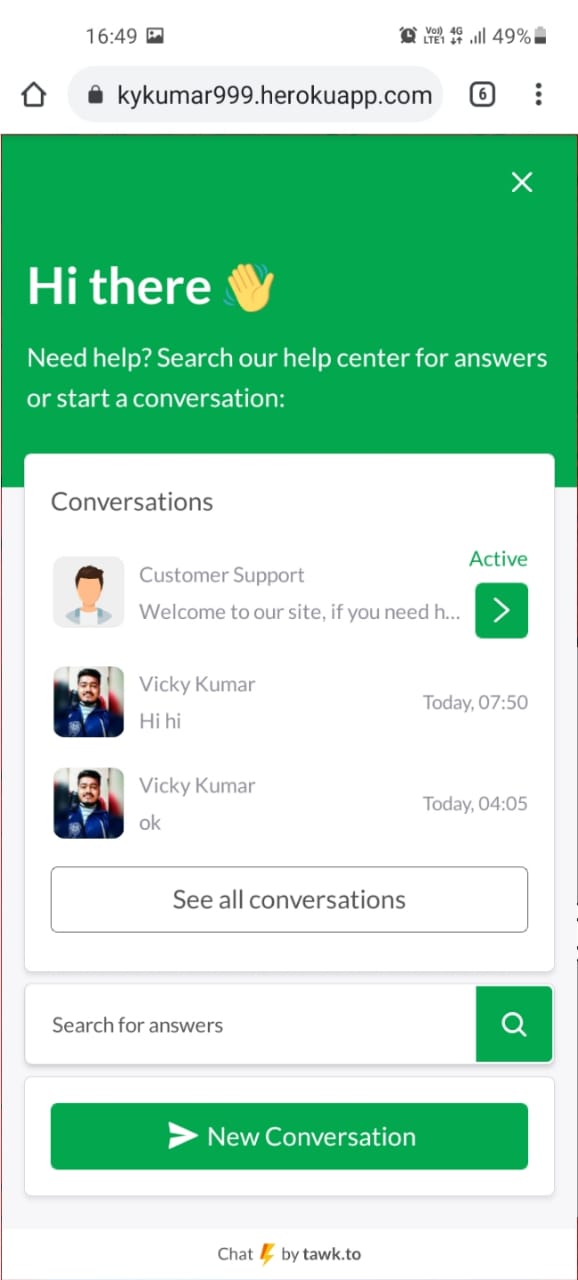 16:49 Vo)) 4G LTE1 49%
kykumar999.herokuapp.com 6
Hi there 👋
Need help? Search our help center for answers
or start a conversation:
Conversations
Active
Customer Support
Welcome to our site, if you need h...
Vicky Kumar
Today, 07:50
Hi hi
Vicky Kumar
Today, 04:05
ok
See all conversations
Search for answers
New Conversation
Chat ⚡ by tawk.to